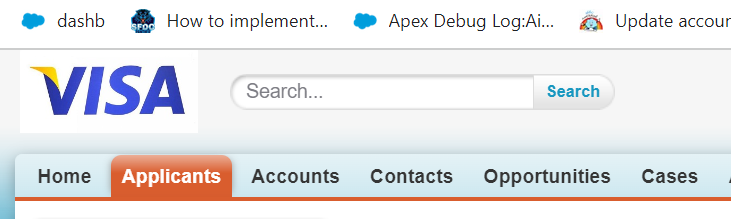 dashb How to implement... Apex Debug Log:Ai... Update accour
SFDC
VISA Search... Search
Home Applicants Accounts Contacts Opportunities Cases